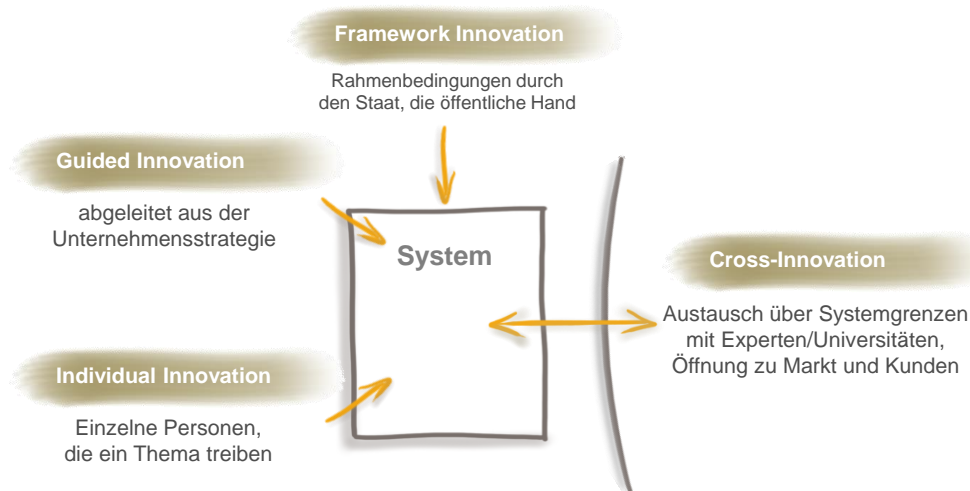 Framework Innovation
Rahmenbedingungen durch
den Staat, die öffentliche Hand
Guided Innovation
abgeleitet aus der
Unternehmensstrategie
System
Cross-Innovation
Austausch über Systemgrenzen
mit Experten/Universitäten,
Öffnung zu Markt und Kunden
Individual Innovation
Einzelne Personen,
die ein Thema treiben